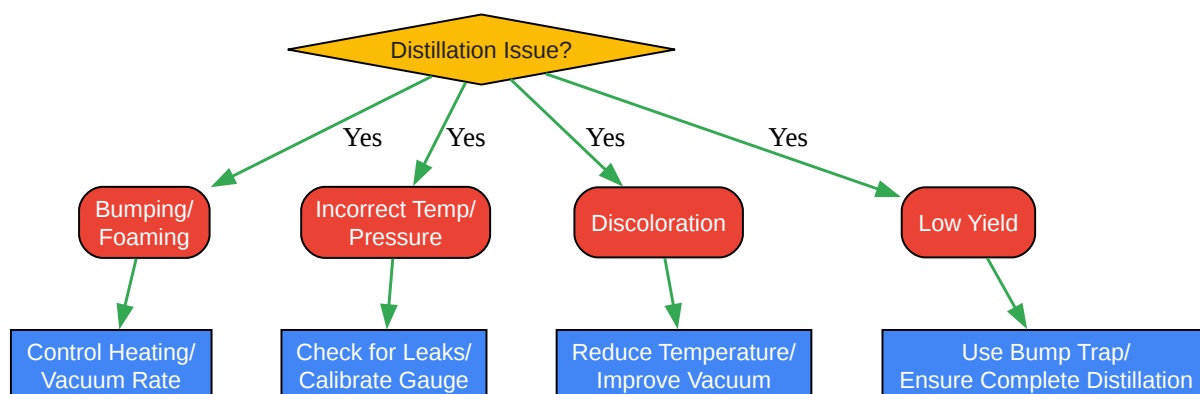 Distillation Issue?
Yes
Yes
Yes
Yes
Bumping/
Foaming
Incorrect Temp/
Pressure
Discoloration
Low Yield
Control Heating/
Vacuum Rate
Check for Leaks/
Calibrate Gauge
Reduce Temperature/
Improve Vacuum
Use Bump Trap/
Ensure Complete Distillation